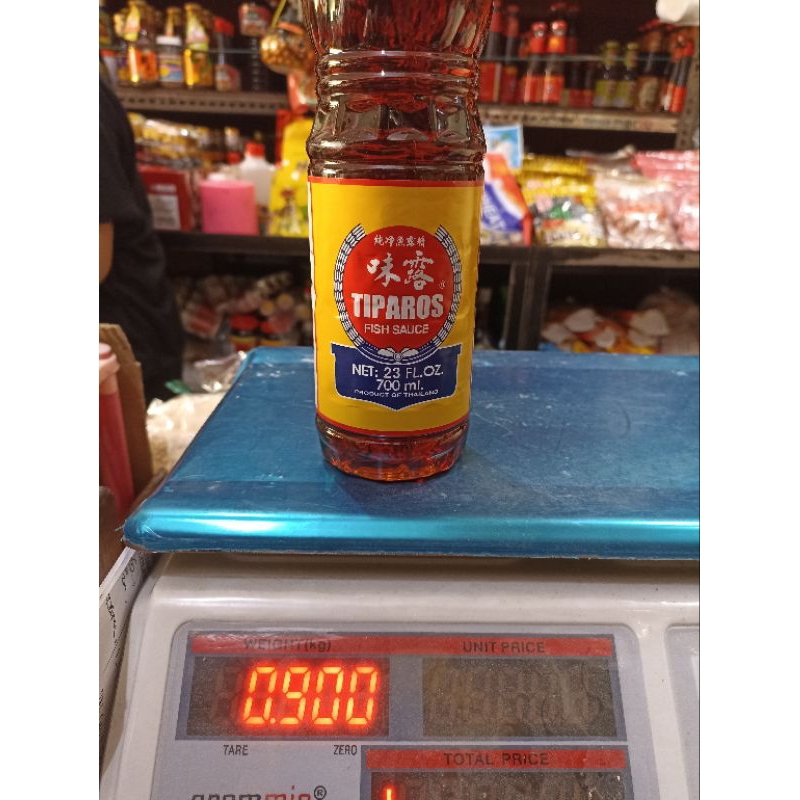 純净魚露精
味露®
TIPAROS
FISH SAUCE
NET: 23 FL.OZ.
700 ml.
PRODUCT OF THAILAND
WEIGHT(kg)
UNIT PRICE
0.900
TARE
ZERO
TOTAL PRICE